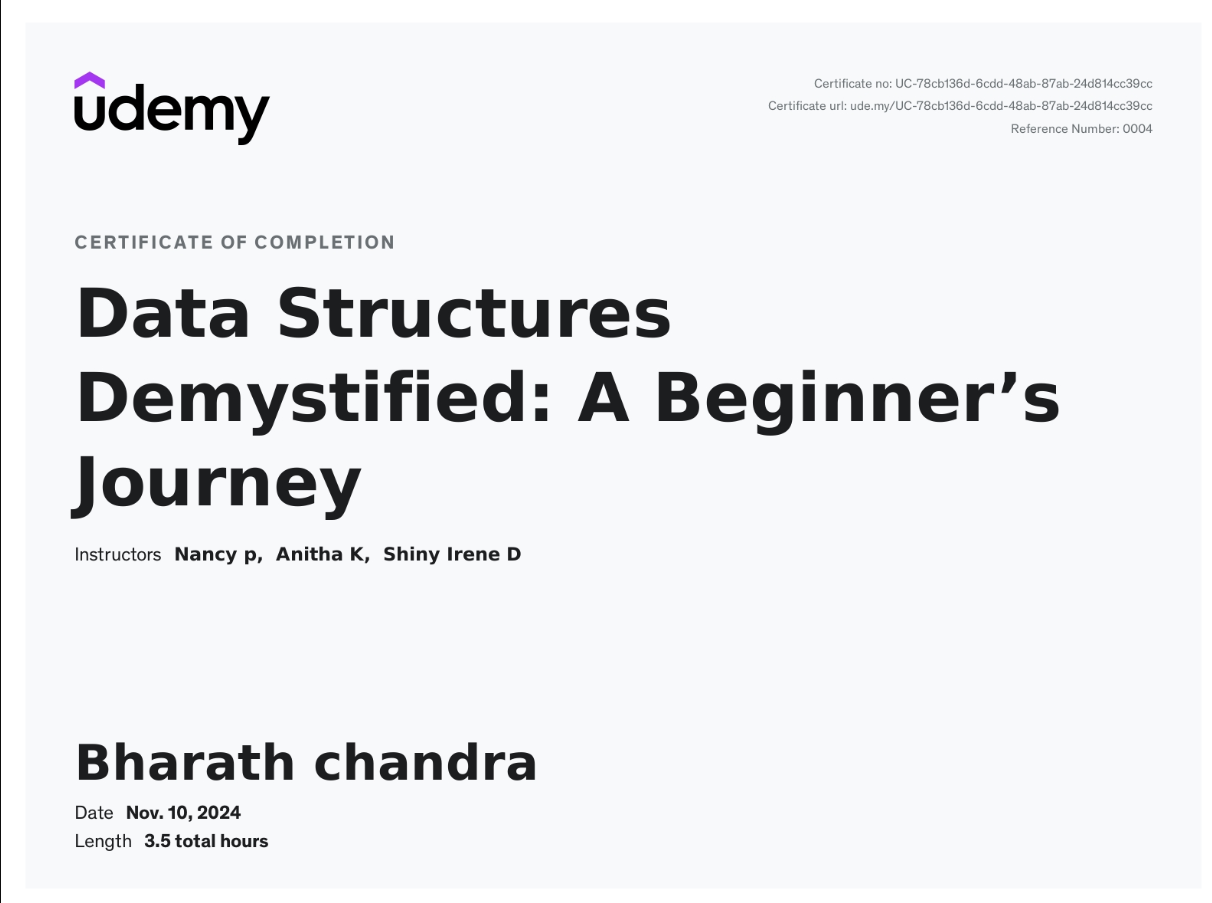 udemy
Certificate no: UC-78cb136d-6cdd-48ab-87ab-24d814cc39cc
Certificate url: ude.my/UC-78cb136d-6cdd-48ab-87ab-24d814cc39cc
Reference Number: 0004
CERTIFICATE OF COMPLETION
Data Structures
Demystified: A Beginner’s
Journey
Instructors Nancy p, Anitha K, Shiny Irene D
Bharath chandra
Date Nov. 10, 2024
Length 3.5 total hours